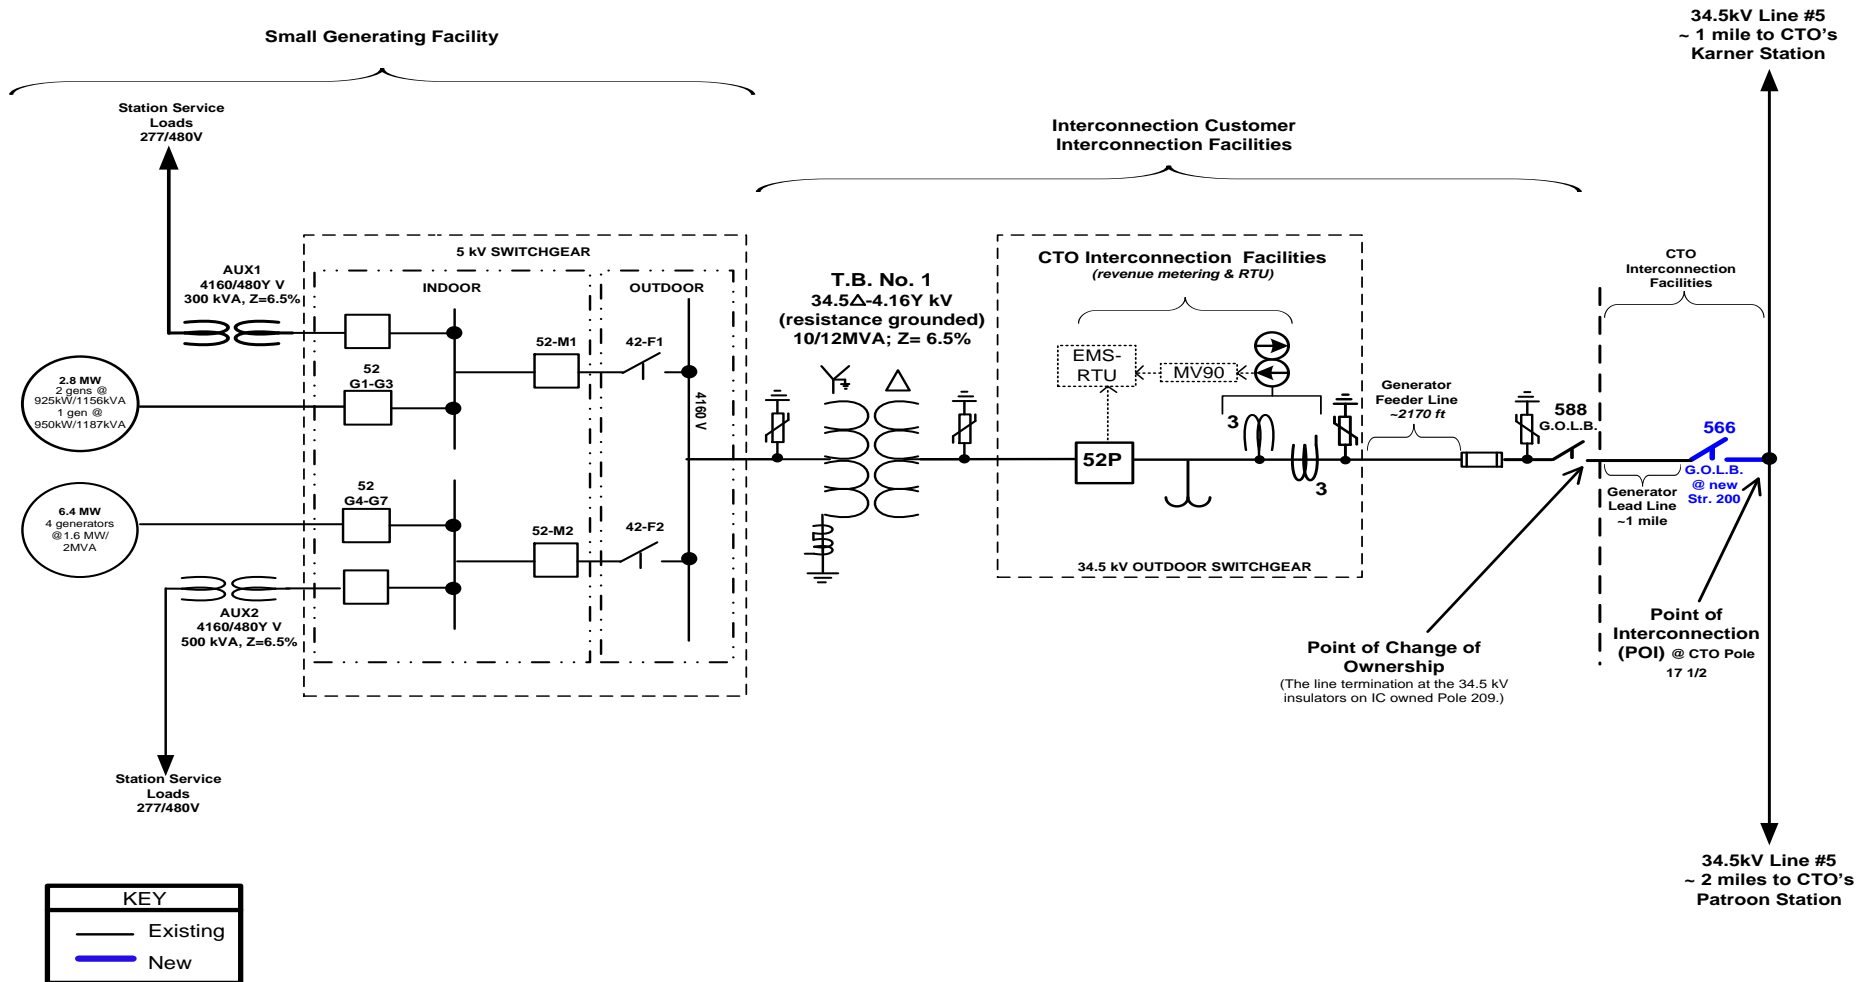 34.5kV Line #5
~ 1 mile to CTO's
Karner Station
Small Generating Facility
Station Service
Loads
277/480V
Interconnection Customer
Interconnection Facilities
5 kV SWITCHGEAR
INDOOR
OUTDOOR
AUX1
4160/480Y V
300 kVA, Z=6.5%
52
G1-G3
52-M1
42-F1
2.8 MW
2 gens @
925kW/1156kVA
1 gen @
950kW/1187kVA
4160 V
52
G4-G7
52-M2
42-F2
6.4 MW
4 generators
@1.6 MW/
2MVA
AUX2
4160/480Y V
500 kVA, Z=6.5%
Station Service
Loads
277/480V
T.B. No. 1
34.5Δ-4.16Y kV
(resistance grounded)
10/12MVA; Z= 6.5%
CTO Interconnection Facilities
(revenue metering & RTU)
EMS-
RTU
MV90
52P
3
3
34.5 kV OUTDOOR SWITCHGEAR
Generator
Feeder Line
~2170 ft
588
G.O.L.B.
CTO
Interconnection
Facilities
566
G.O.L.B.
@ new
Str. 200
Generator
Lead Line
~1 mile
Point of Change of
Ownership
(The line termination at the 34.5 kV
insulators on IC owned Pole 209.)
Point of
Interconnection
(POI) @ CTO Pole
17 1/2
34.5kV Line #5
~ 2 miles to CTO's
Patroon Station
KEY
Existing
New